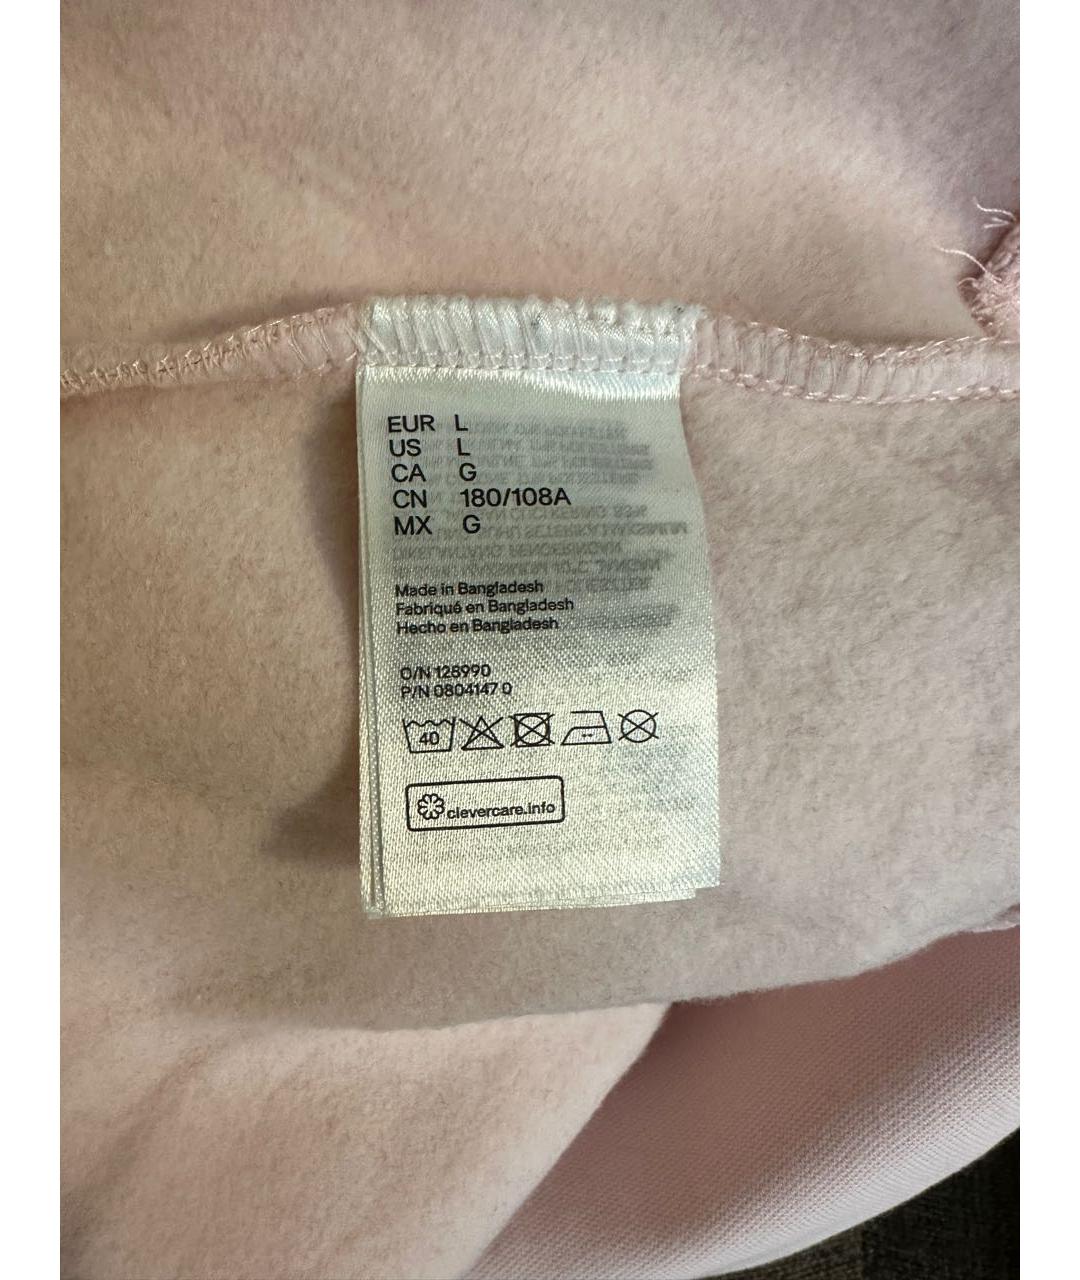 EUR L
US L
CA G
CN 180/108A
MX G
Made in Bangladesh
Fabriqué en Bangladesh
Hecho en Bangladesh
O/N 128990
P/N 0804147 0
40
clevercare.info